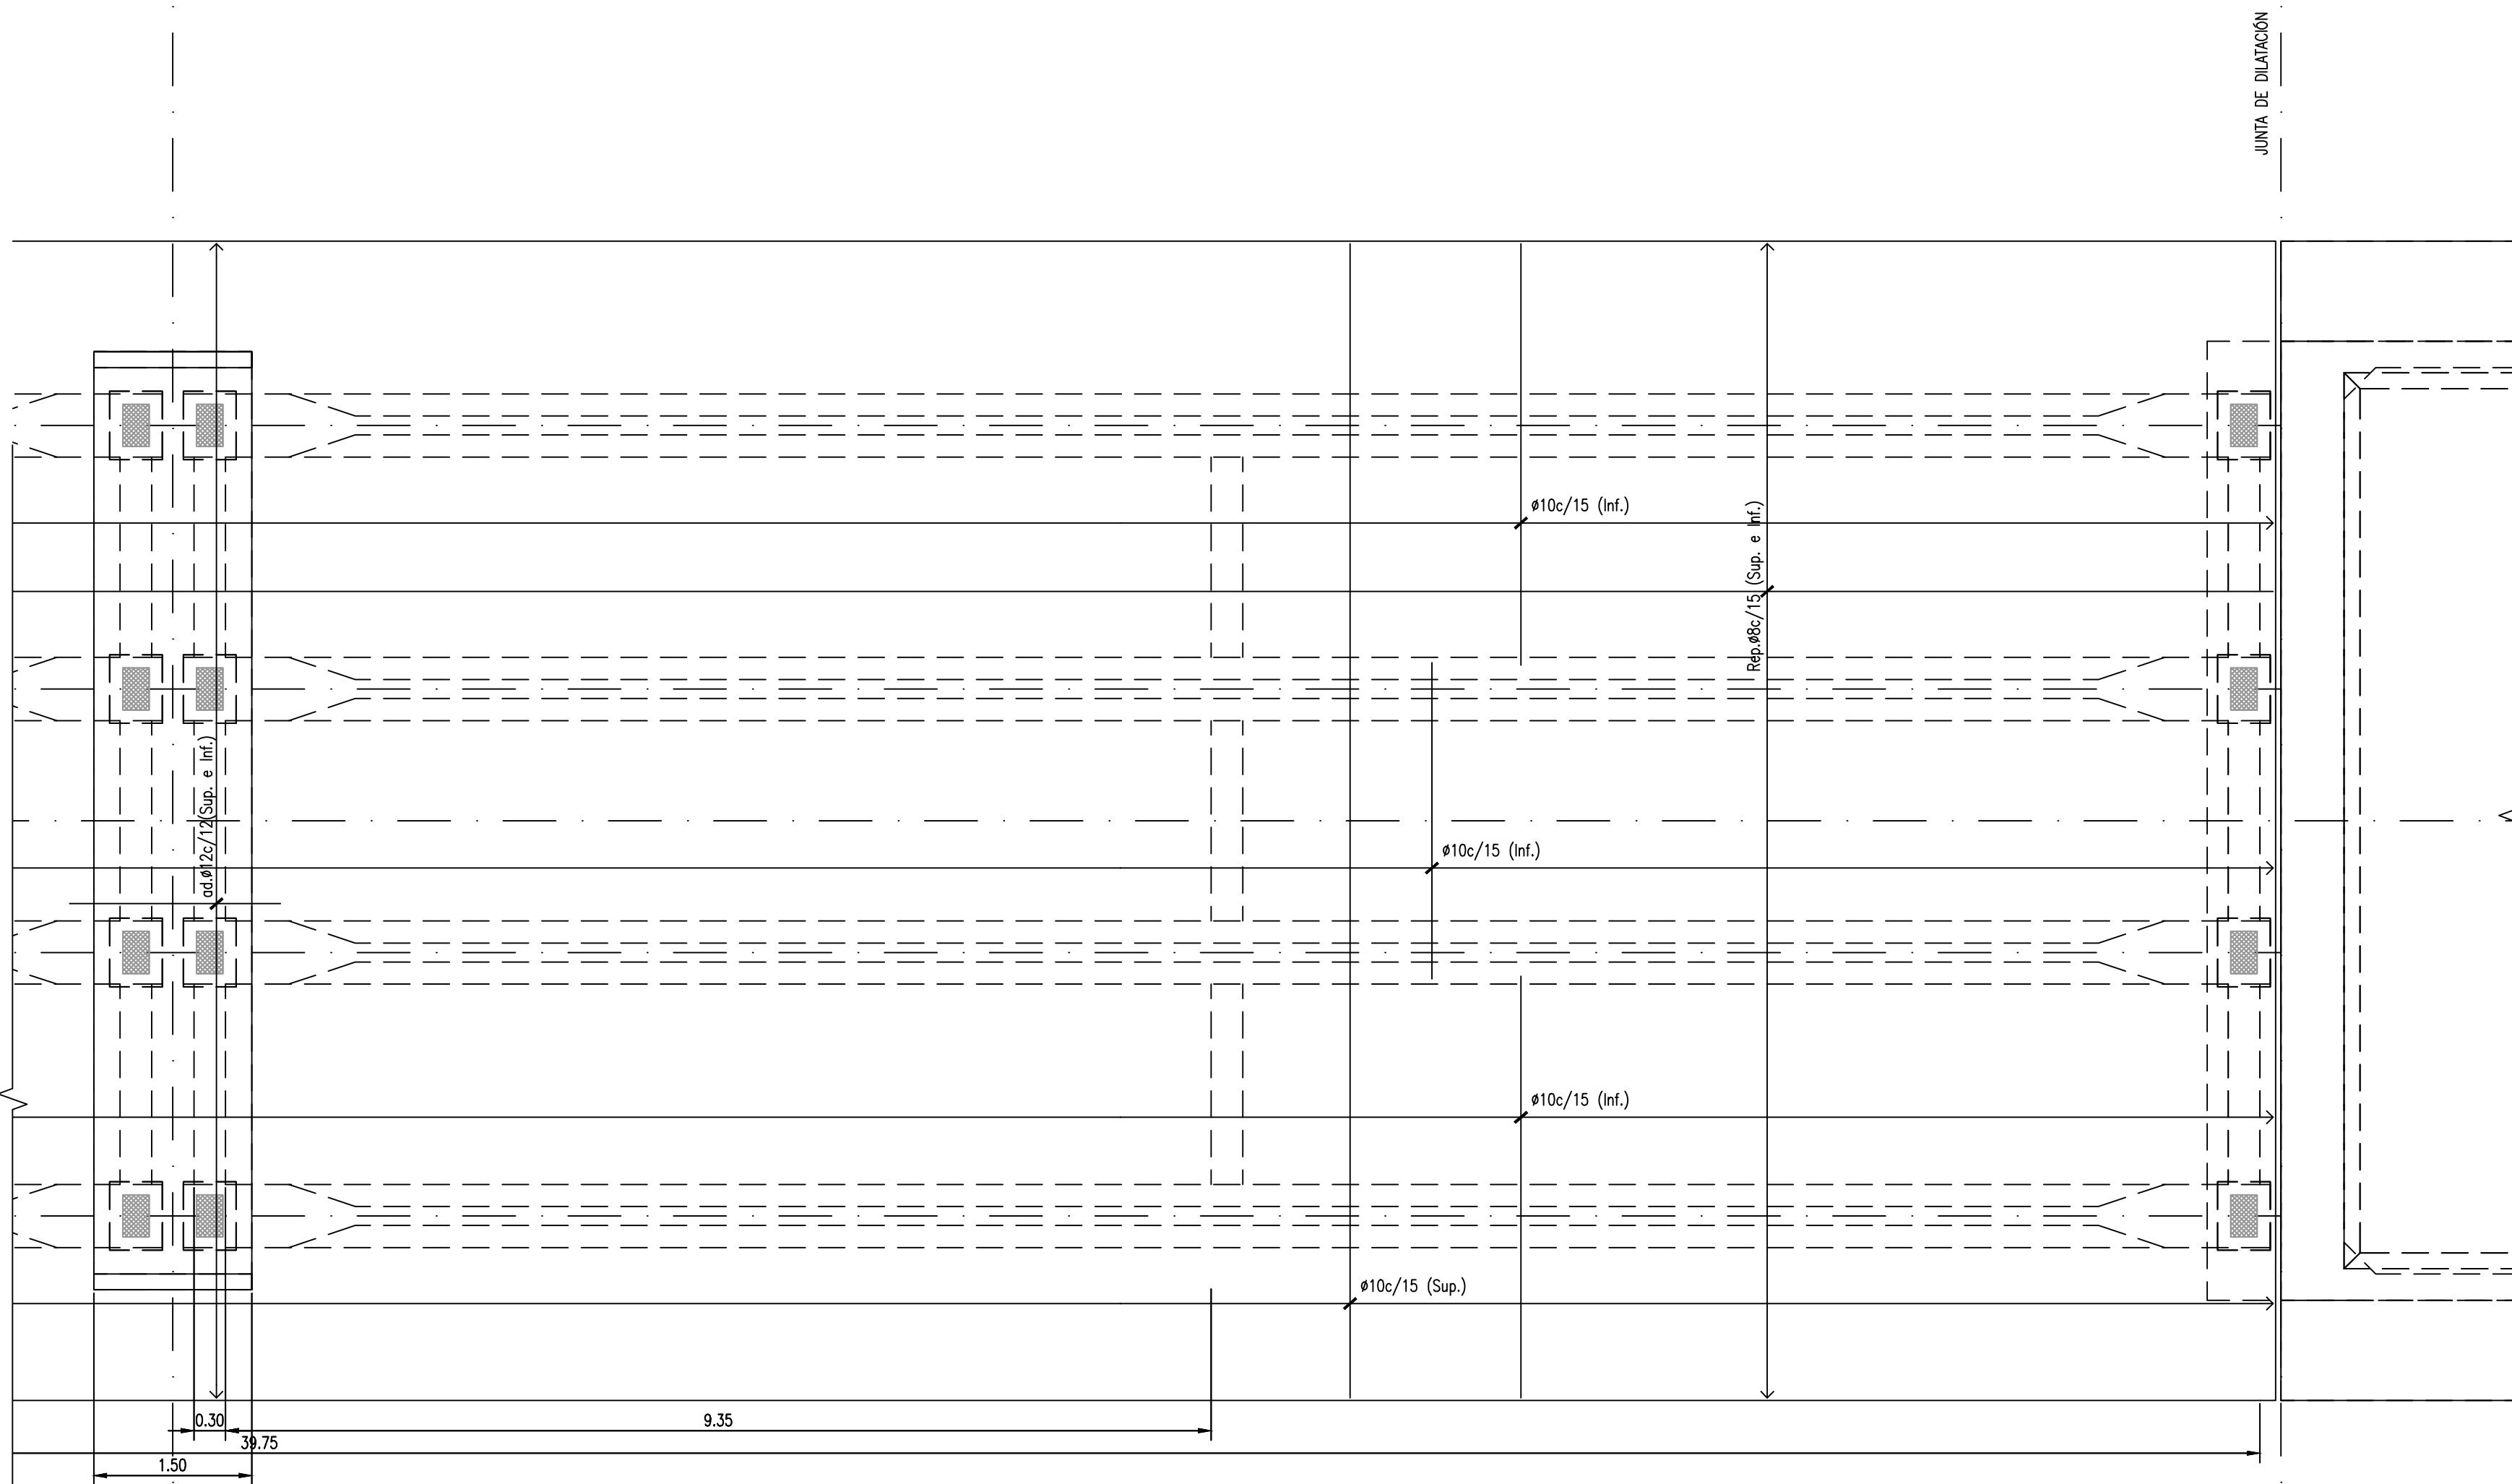 JUNTA DE DILATACIÓN
ø10c/15 (Inf.)
Rep.ø8c/15 (Sup. e Inf.)
ad.ø12c/12(Sup. e Inf.)
ø10c/15 (Inf.)
ø10c/15 (Inf.)
ø10c/15 (Sup.)
0.30
9.35
39.75
1.50